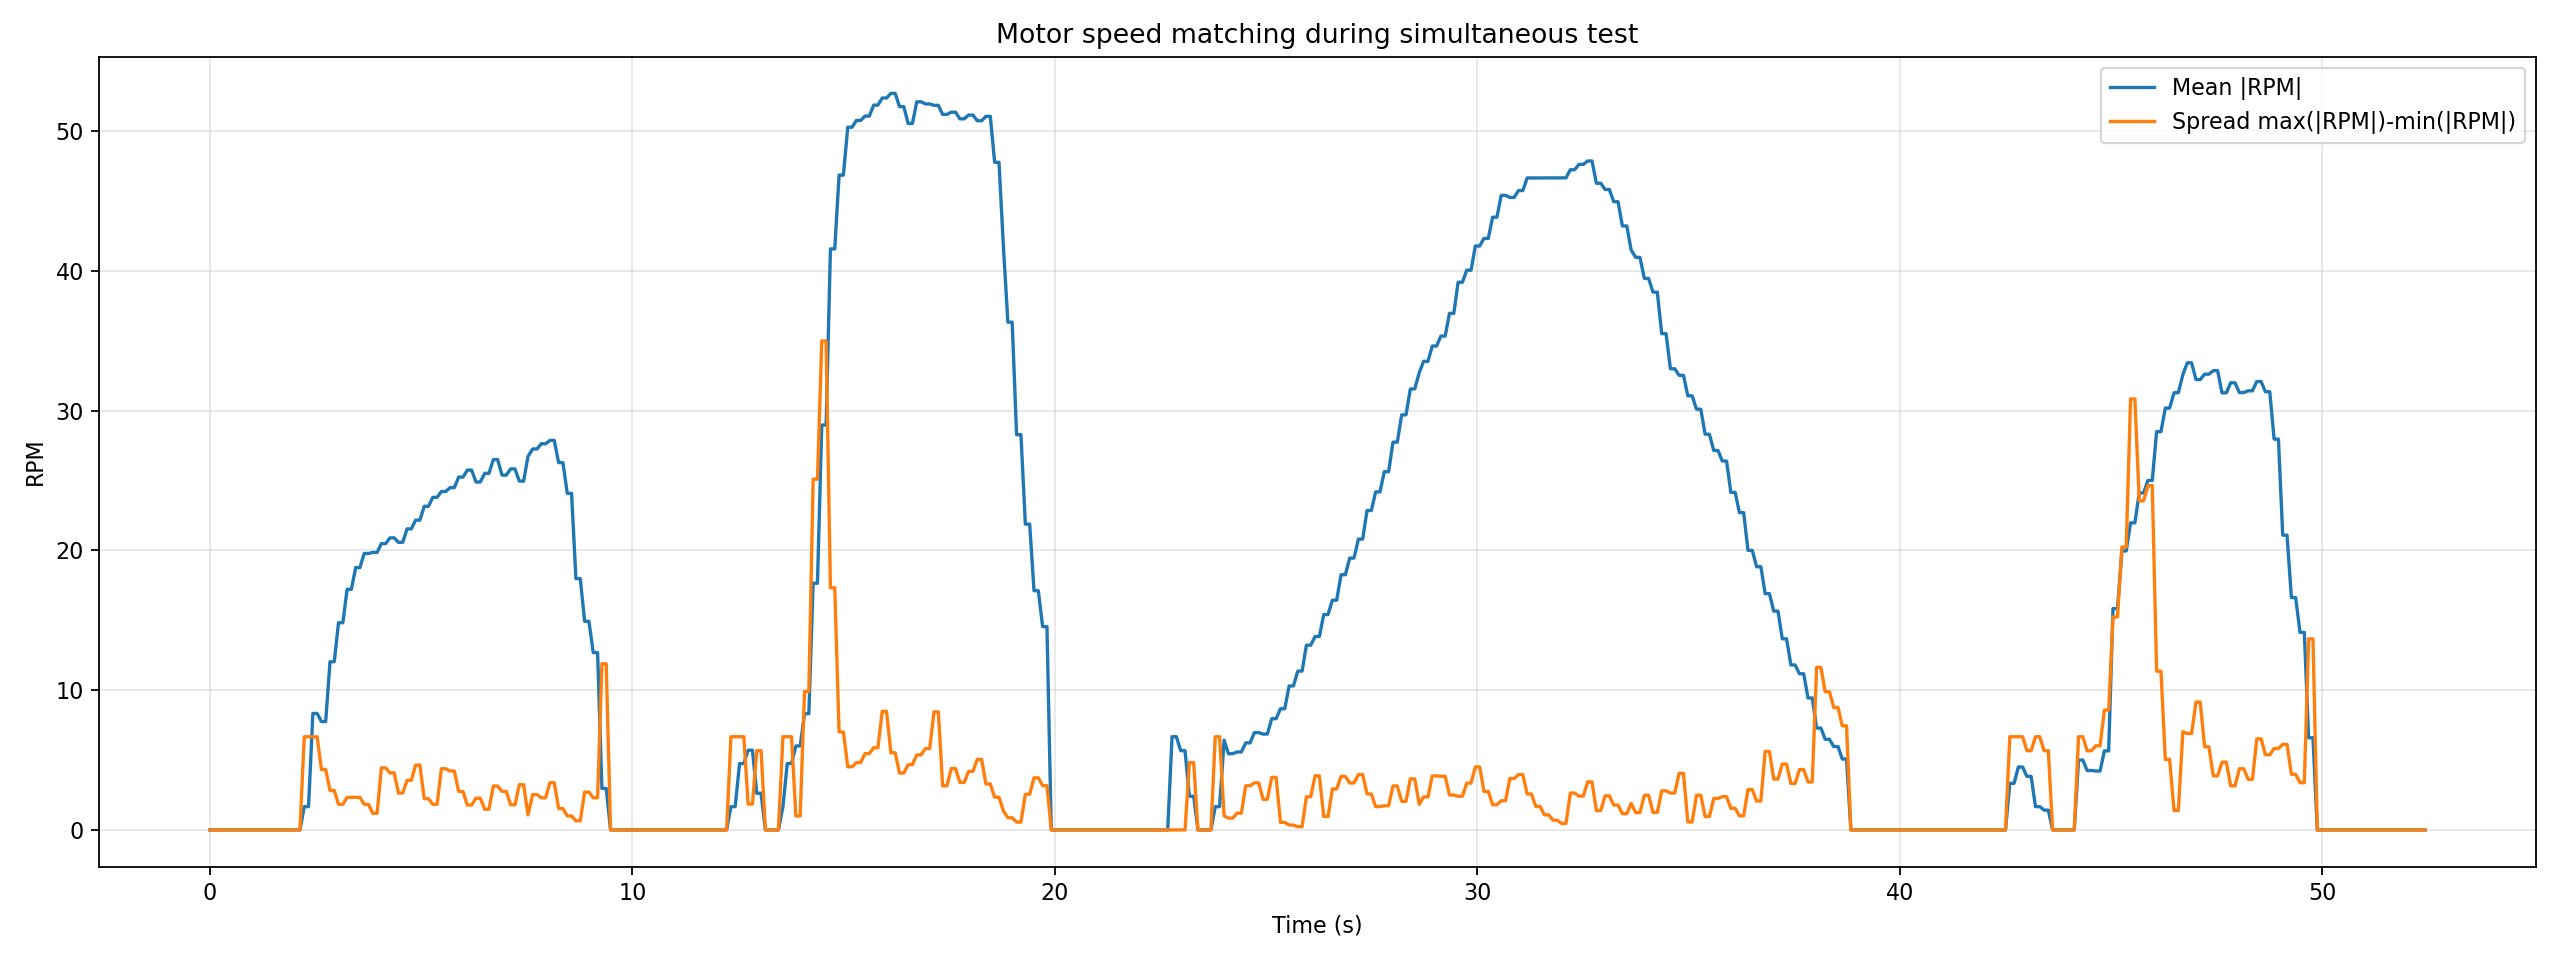 Motor speed matching during simultaneous test
Mean |RPM|
Spread max(|RPM|)-min(|RPM|)
50
40
30
20
10
0
RPM
0 10 20 30 40 50
Time (s)